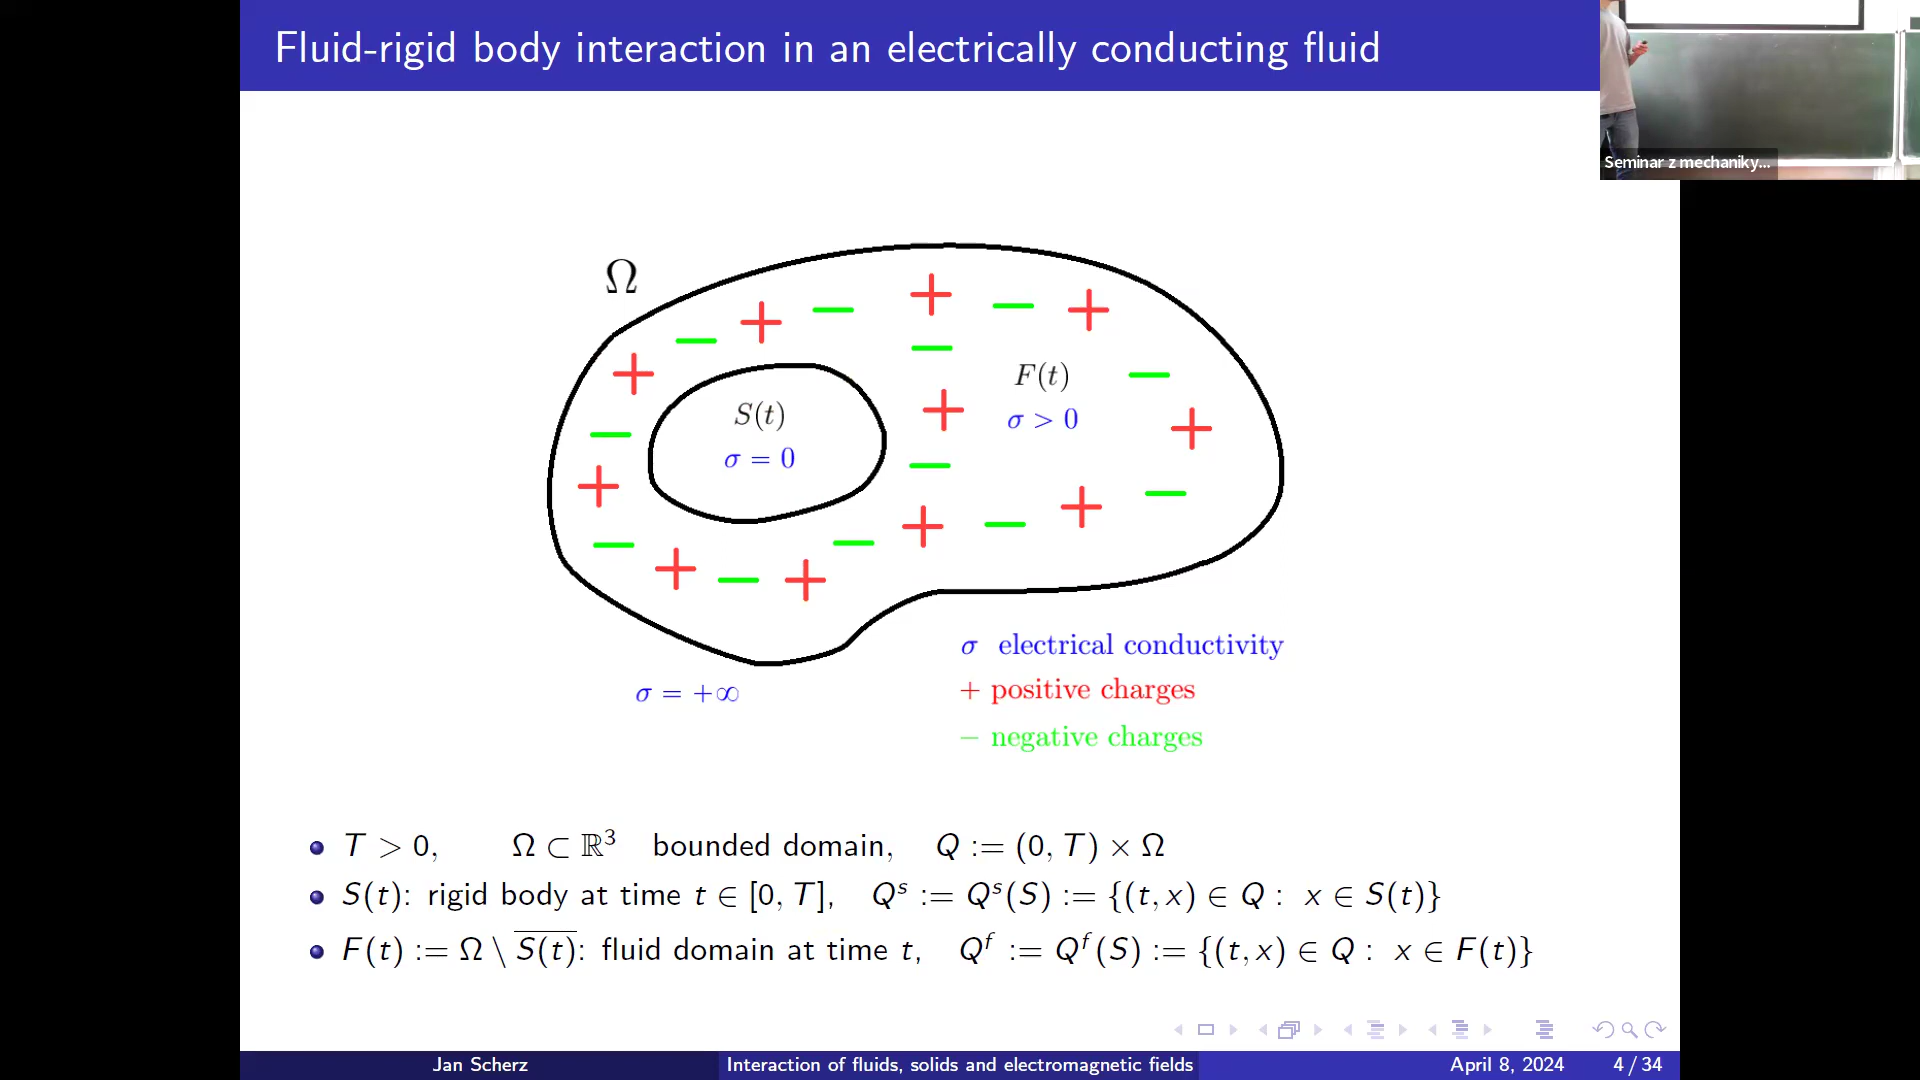 Fluid-rigid body interaction in an electrically conducting fluid
Seminar z mechaniky...
Ω
+ − + − + − +
F(t)
σ > 0
S(t)
σ = 0
σ = +∞
σ electrical conductivity
+ positive charges
− negative charges
T > 0, Ω ⊂ ℝ³ bounded domain, Q := (0, T) × Ω
S(t): rigid body at time t ∈ [0, T], Qˢ := Qˢ(S) := {(t, x) ∈ Q : x ∈ S(t)}
F(t) := Ω \ S̅(̅t̅)̅: fluid domain at time t, Qᶠ := Qᶠ(S) := {(t, x) ∈ Q : x ∈ F(t)}
Jan Scherz
Interaction of fluids, solids and electromagnetic fields
April 8, 2024
4 / 34